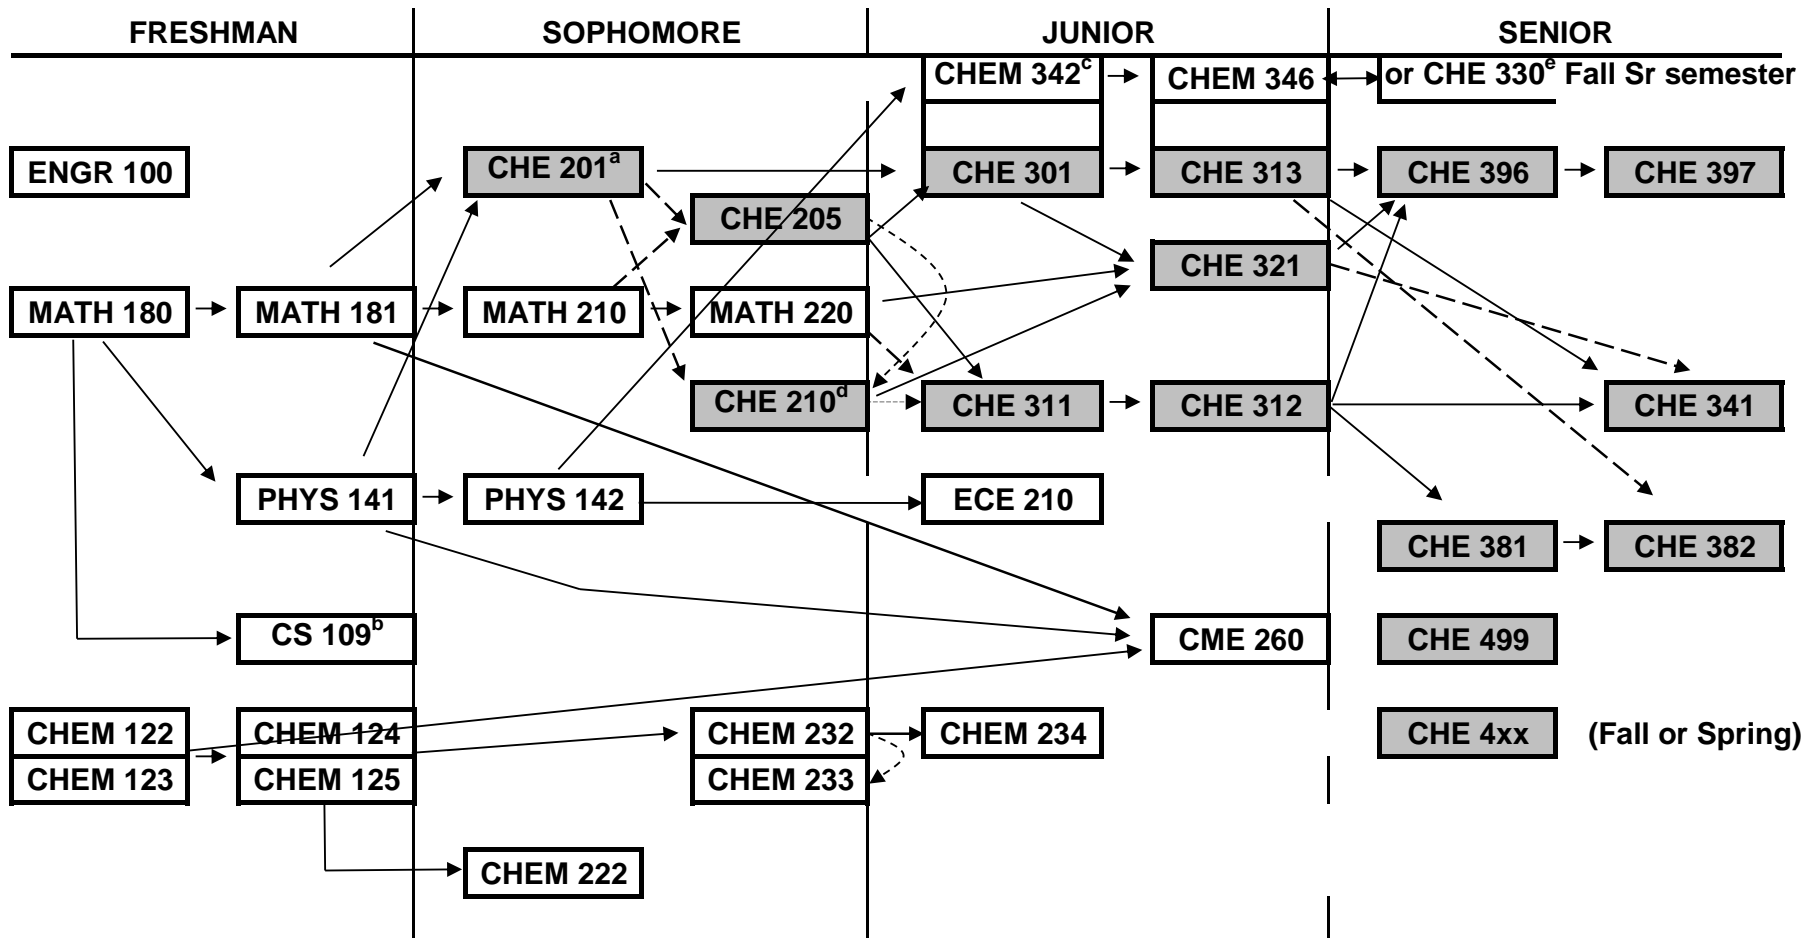 FRESHMAN SOPHOMORE JUNIOR SENIOR
CHEM 342c CHEM 346 or CHE 330e Fall Sr semester
ENGR 100 CHE 201a CHE 301 CHE 313 CHE 396 CHE 397
CHE 205
CHE 321
MATH 180 MATH 181 MATH 210 MATH 220
CHE 210d CHE 311 CHE 312 CHE 341
PHYS 141 PHYS 142 ECE 210
CHE 381 CHE 382
CS 109b CME 260 CHE 499
CHEM 122 CHEM 124 CHEM 232 CHEM 234 CHE 4xx (Fall or Spring)
CHEM 123 CHEM 125 CHEM 233
CHEM 222